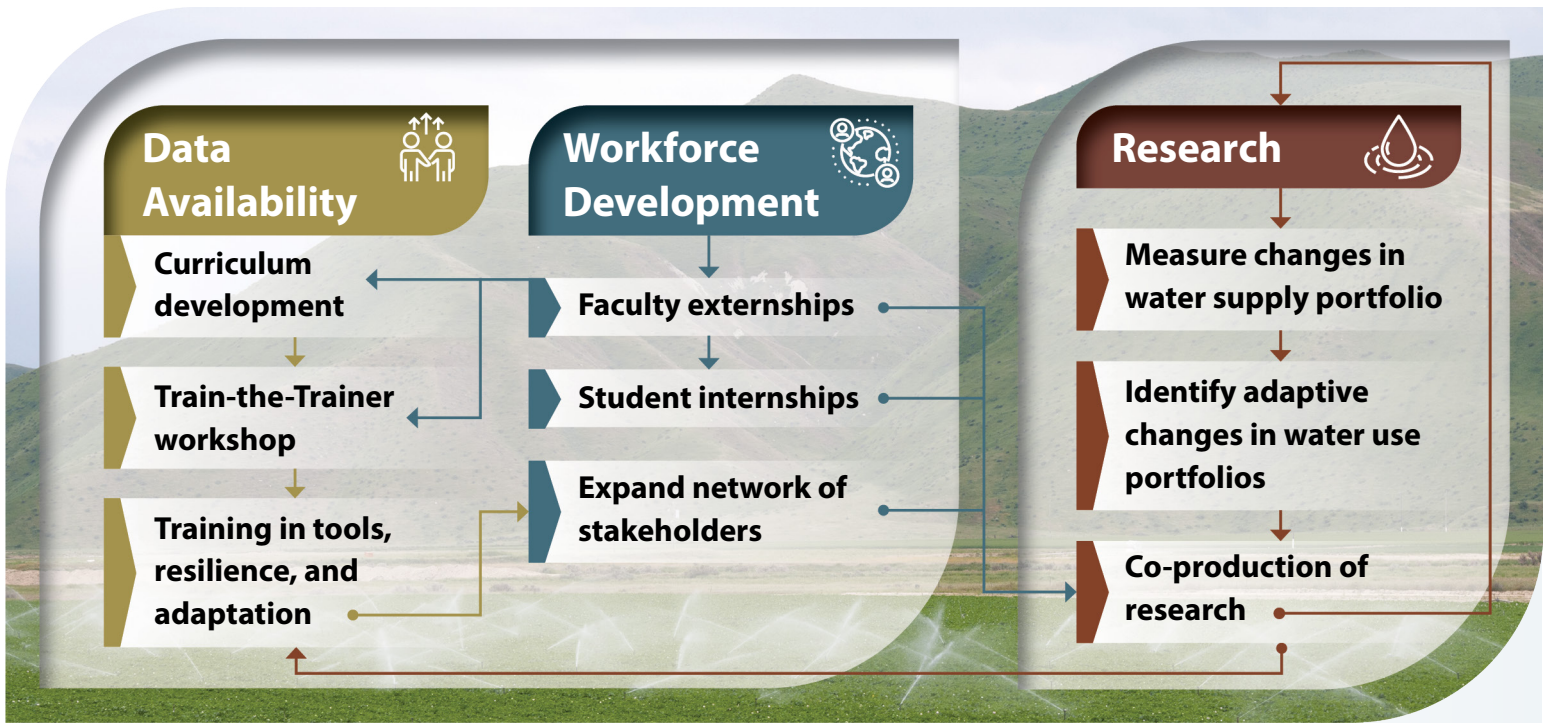 Data
Availability
Curriculum
development
Train-the-Trainer
workshop
Training in tools,
resilience, and
adaptation
Workforce
Development
Faculty externships
Student internships
Expand network of
stakeholders
Research
Measure changes in
water supply portfolio
Identify adaptive
changes in water use
portfolios
Co-production of
research